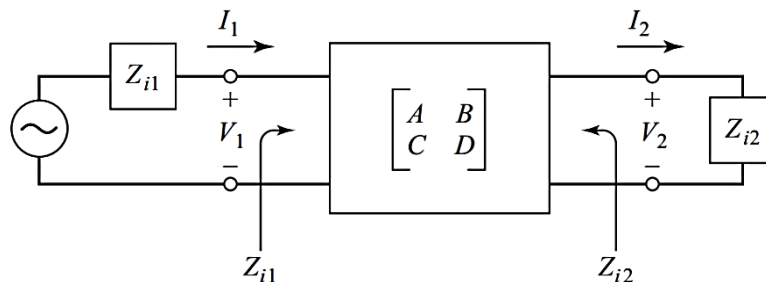 I1 I2
Zi1
+ +
V1 V2
− −
A B
C D
Zi2
Zi1 Zi2